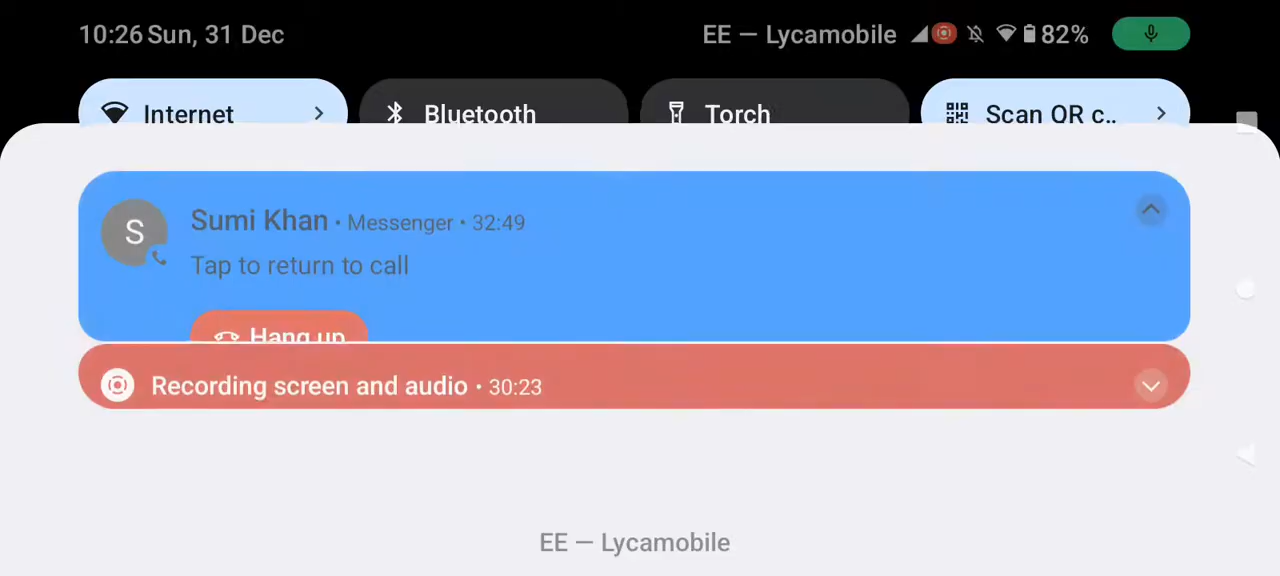 10:26 Sun, 31 Dec EE — Lycamobile 82%
Internet Bluetooth Torch Scan QR c..
S
Sumi Khan • Messenger • 32:49
Tap to return to call
Hang up
Recording screen and audio • 30:23
EE — Lycamobile